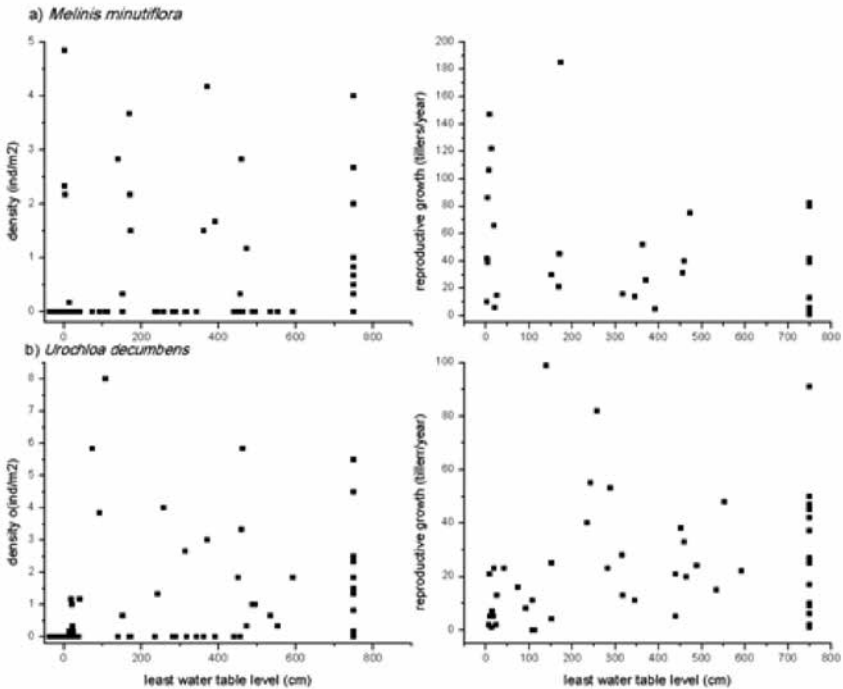 a) Melinis minutiflora
density (ind/m2)
5
4
3
2
1
0
0 200 400 600 800
reproductive growth (tillers/year)
200
180
160
140
120
100
80
60
40
20
0
0 100 200 300 400 500 600 700 800
b) Urochloa decumbens
density o(ind/m2)
8
7
6
5
4
3
2
1
0
0 200 400 600 800
least water table level (cm)
reproductive growth (tillerr/year)
100
80
60
40
20
0
0 100 200 300 400 500 600 700 800
least water table level (cm)